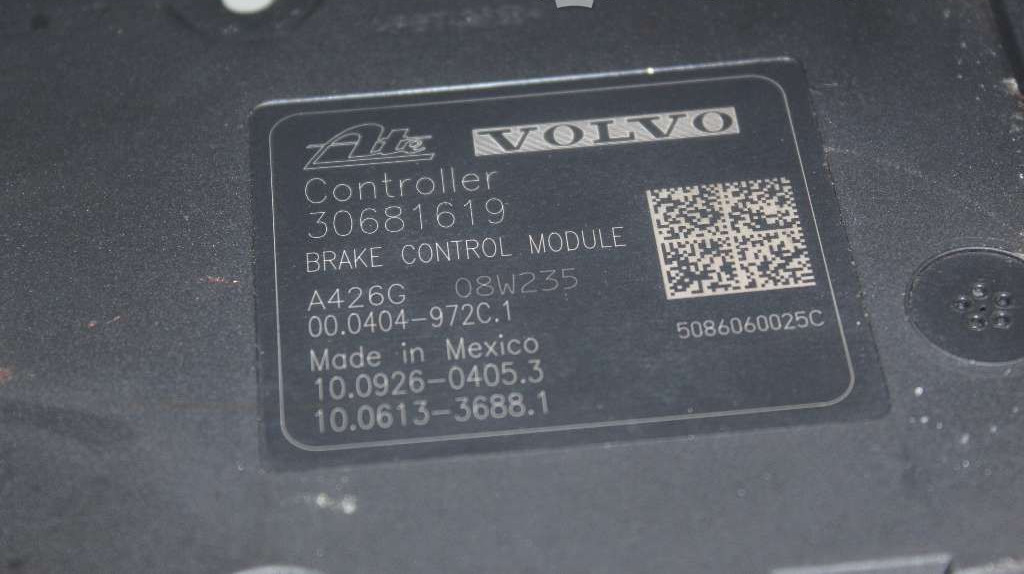 Ate VOLVO
Controller
30681619
BRAKE CONTROL MODULE
A426G 08W235
00.0404-972C.1
5086060025C
Made in Mexico
10.0926-0405.3
10.0613-3688.1